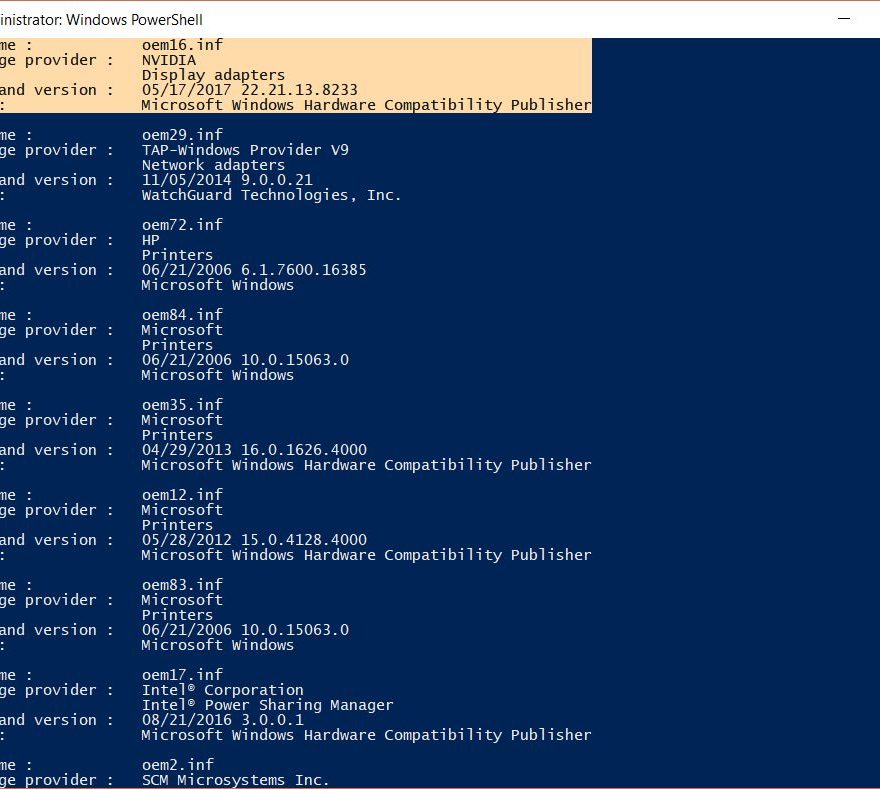 inistrator: Windows PowerShell
me : oem16.inf
ge provider : NVIDIA
Display adapters
and version : 05/17/2017 22.21.13.8233
: Microsoft Windows Hardware Compatibility Publisher
me : oem29.inf
ge provider : TAP-Windows Provider V9
Network adapters
and version : 11/05/2014 9.0.0.21
: WatchGuard Technologies, Inc.
me : oem72.inf
ge provider : HP
Printers
and version : 06/21/2006 6.1.7600.16385
: Microsoft Windows
me : oem84.inf
ge provider : Microsoft
Printers
and version : 06/21/2006 10.0.15063.0
: Microsoft Windows
me : oem35.inf
ge provider : Microsoft
Printers
and version : 04/29/2013 16.0.1626.4000
: Microsoft Windows Hardware Compatibility Publisher
me : oem12.inf
ge provider : Microsoft
Printers
and version : 05/28/2012 15.0.4128.4000
: Microsoft Windows Hardware Compatibility Publisher
me : oem83.inf
ge provider : Microsoft
Printers
and version : 06/21/2006 10.0.15063.0
: Microsoft Windows
me : oem17.inf
ge provider : Intel® Corporation
Intel® Power Sharing Manager
and version : 08/21/2016 3.0.0.1
: Microsoft Windows Hardware Compatibility Publisher
me : oem2.inf
ge provider : SCM Microsystems Inc.